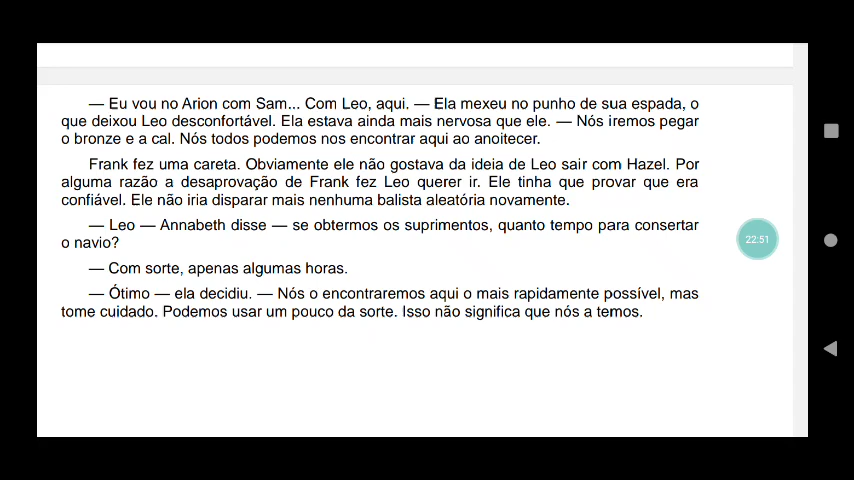 — Eu vou no Arion com Sam... Com Leo, aqui. — Ela mexeu no punho de sua espada, o
que deixou Leo desconfortável. Ela estava ainda mais nervosa que ele. — Nós iremos pegar
o bronze e a cal. Nós todos podemos nos encontrar aqui ao anoitecer.
Frank fez uma careta. Obviamente ele não gostava da ideia de Leo sair com Hazel. Por
alguma razão a desaprovação de Frank fez Leo querer ir. Ele tinha que provar que era
confiável. Ele não iria disparar mais nenhuma balista aleatória novamente.
— Leo — Annabeth disse — se obtermos os suprimentos, quanto tempo para consertar
o navio?
— Com sorte, apenas algumas horas.
— Ótimo — ela decidiu. — Nós o encontraremos aqui o mais rapidamente possível, mas
tome cuidado. Podemos usar um pouco da sorte. Isso não significa que nós a temos.
22:51